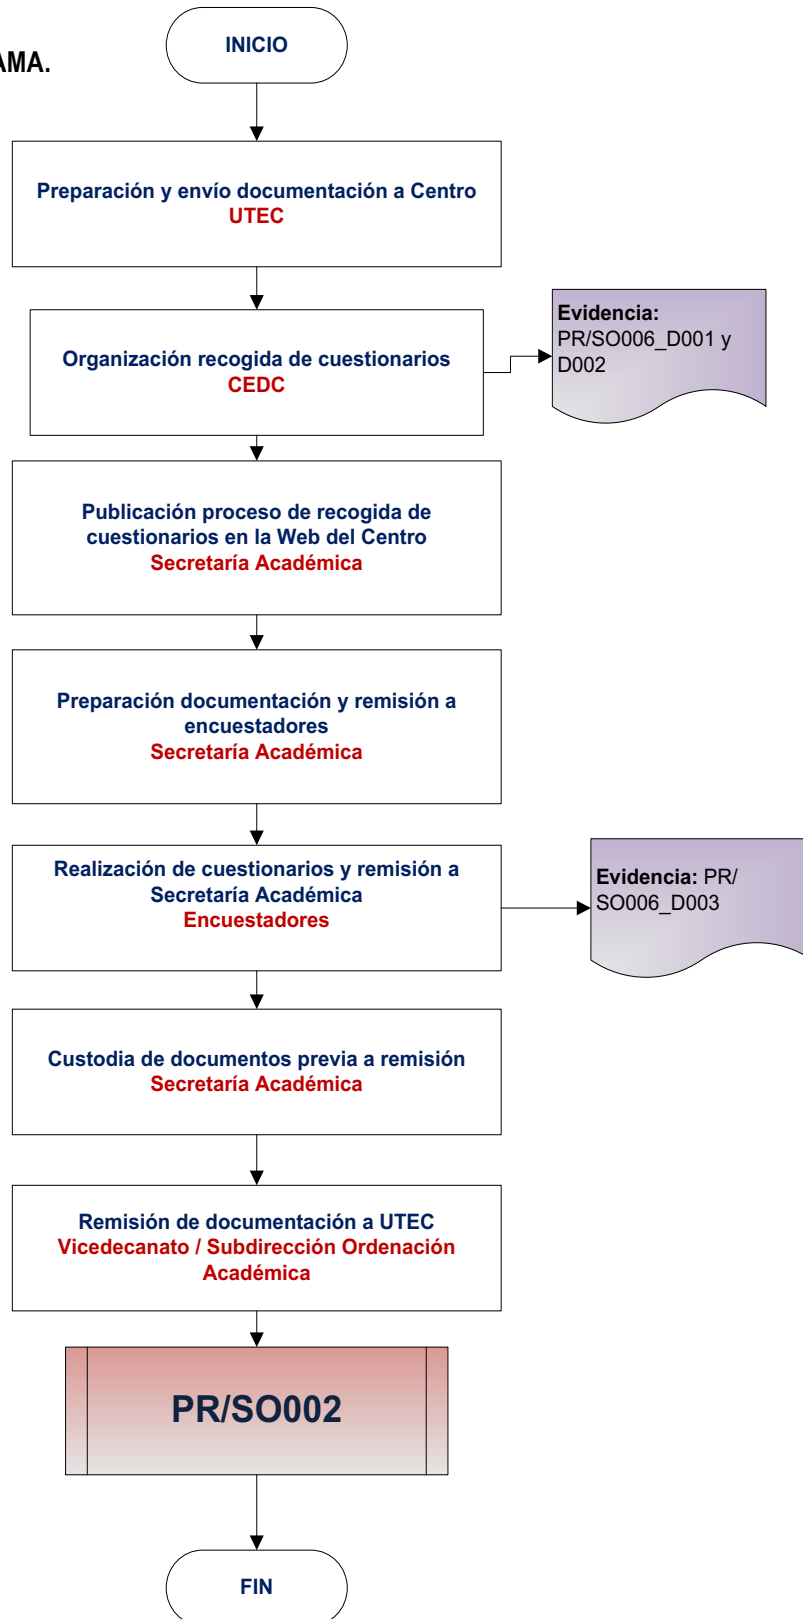 INICIO
AMA.
Preparación y envío documentación a Centro
UTEC
Organización recogida de cuestionarios
CEDC
Evidencia:
PR/SO006_D001 y
D002
Publicación proceso de recogida de
cuestionarios en la Web del Centro
Secretaría Académica
Preparación documentación y remisión a
encuestadores
Secretaría Académica
Realización de cuestionarios y remisión a
Secretaría Académica
Encuestadores
Evidencia: PR/
SO006_D003
Custodia de documentos previa a remisión
Secretaría Académica
Remisión de documentación a UTEC
Vicedecanato / Subdirección Ordenación
Académica
PR/SO002
FIN